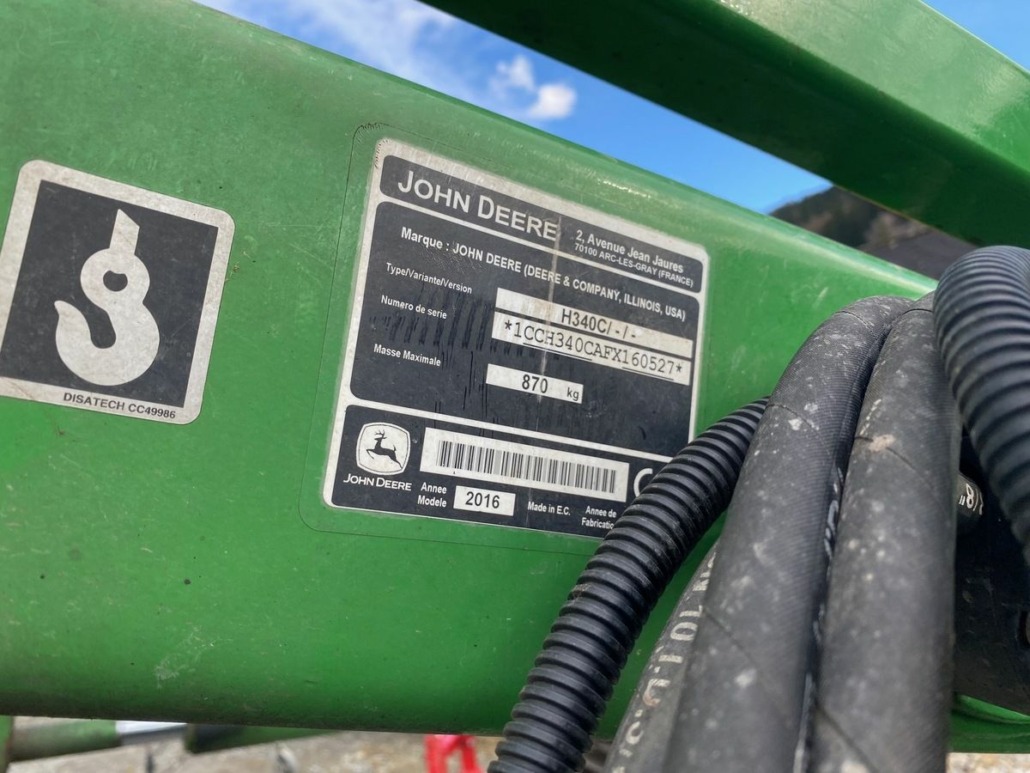 JOHN DEERE
2, Avenue Jean Jaures
70100 ARC-LES-GRAY (FRANCE)
Marque : JOHN DEERE (DEERE & COMPANY, ILLINOIS, USA)
Type/Variante/Version
H340C/-/-
Numero de serie
*1CCH340CAFX160527*
Masse Maximale
870 kg
DISATECH CC49986
JOHN DEERE
Annee
Modele
2016
Made in E.C.
Annee de
Fabrication